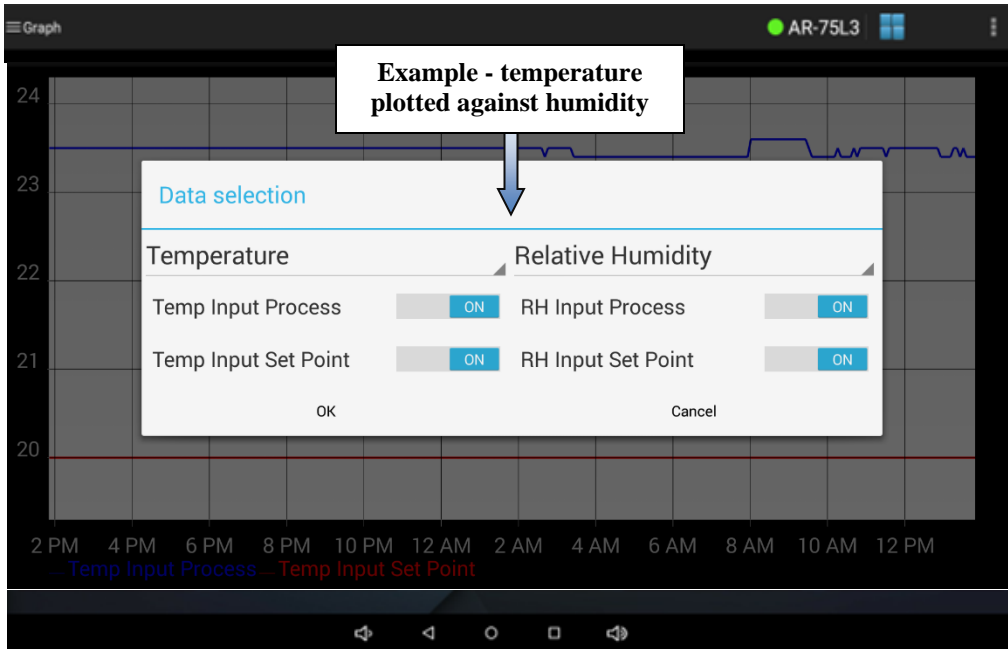 Graph
AR-75L3
Example - temperature
plotted against humidity
24
23
22
21
20
Data selection
Temperature
Relative Humidity
Temp Input Process
ON
RH Input Process
ON
Temp Input Set Point
ON
RH Input Set Point
ON
OK
Cancel
2 PM 4 PM 6 PM 8 PM 10 PM 12 AM 2 AM 4 AM 6 AM 8 AM 10 AM 12 PM
Temp Input Process Temp Input Set Point